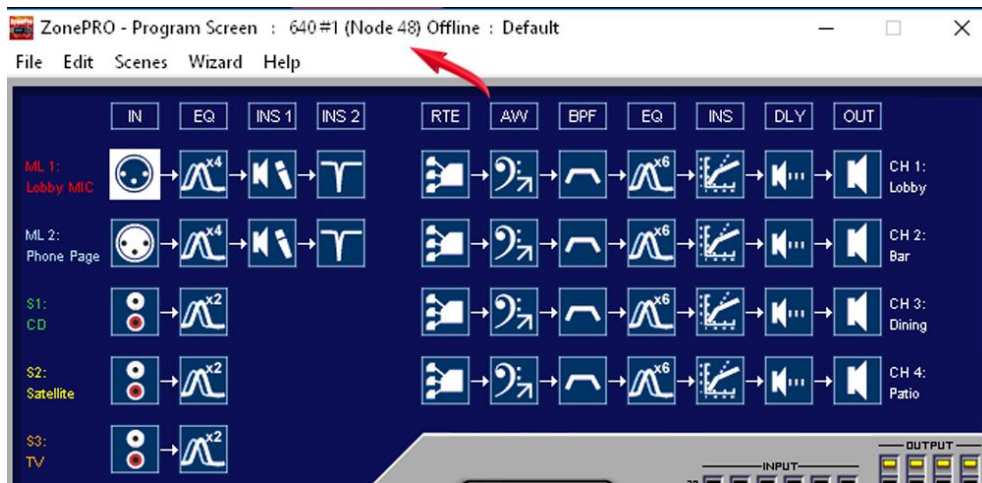 ZonePRO - Program Screen : 640 #1 (Node 48) Offline : Default
File Edit Scenes Wizard Help
IN EQ INS 1 INS 2 RTE AW BPF EQ INS DLY OUT
ML 1: x4 x6 CH 1:
Lobby MIC Lobby
ML 2: x4 x6 CH 2:
Phone Page Bar
S1: x2 x6 CH 3:
CD Dining
S2: x2 x6 CH 4:
Satellite Patio
S3: x2
TV
OUTPUT
INPUT